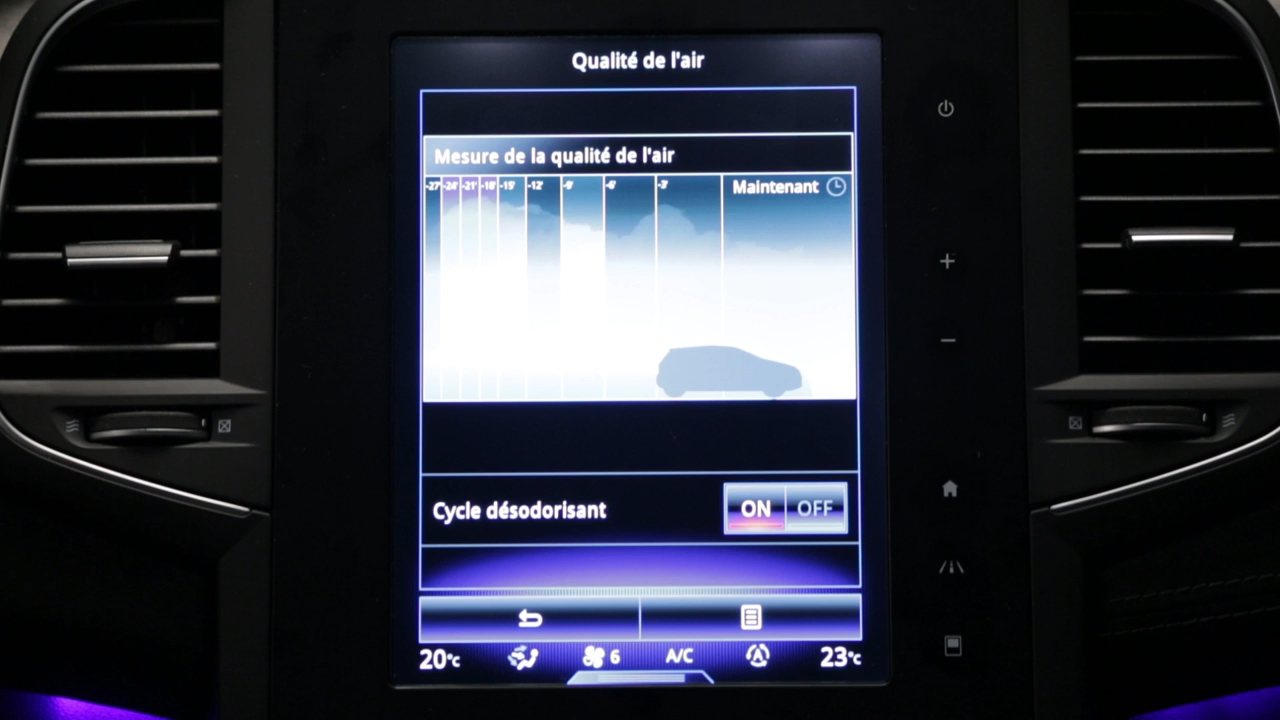 Qualité de l'air
Mesure de la qualité de l'air
-27' -24' -21' -18' -15' -12' -9' -6' -3' Maintenant
Cycle désodorisant ON OFF
20°c 6 A/C A 23°c